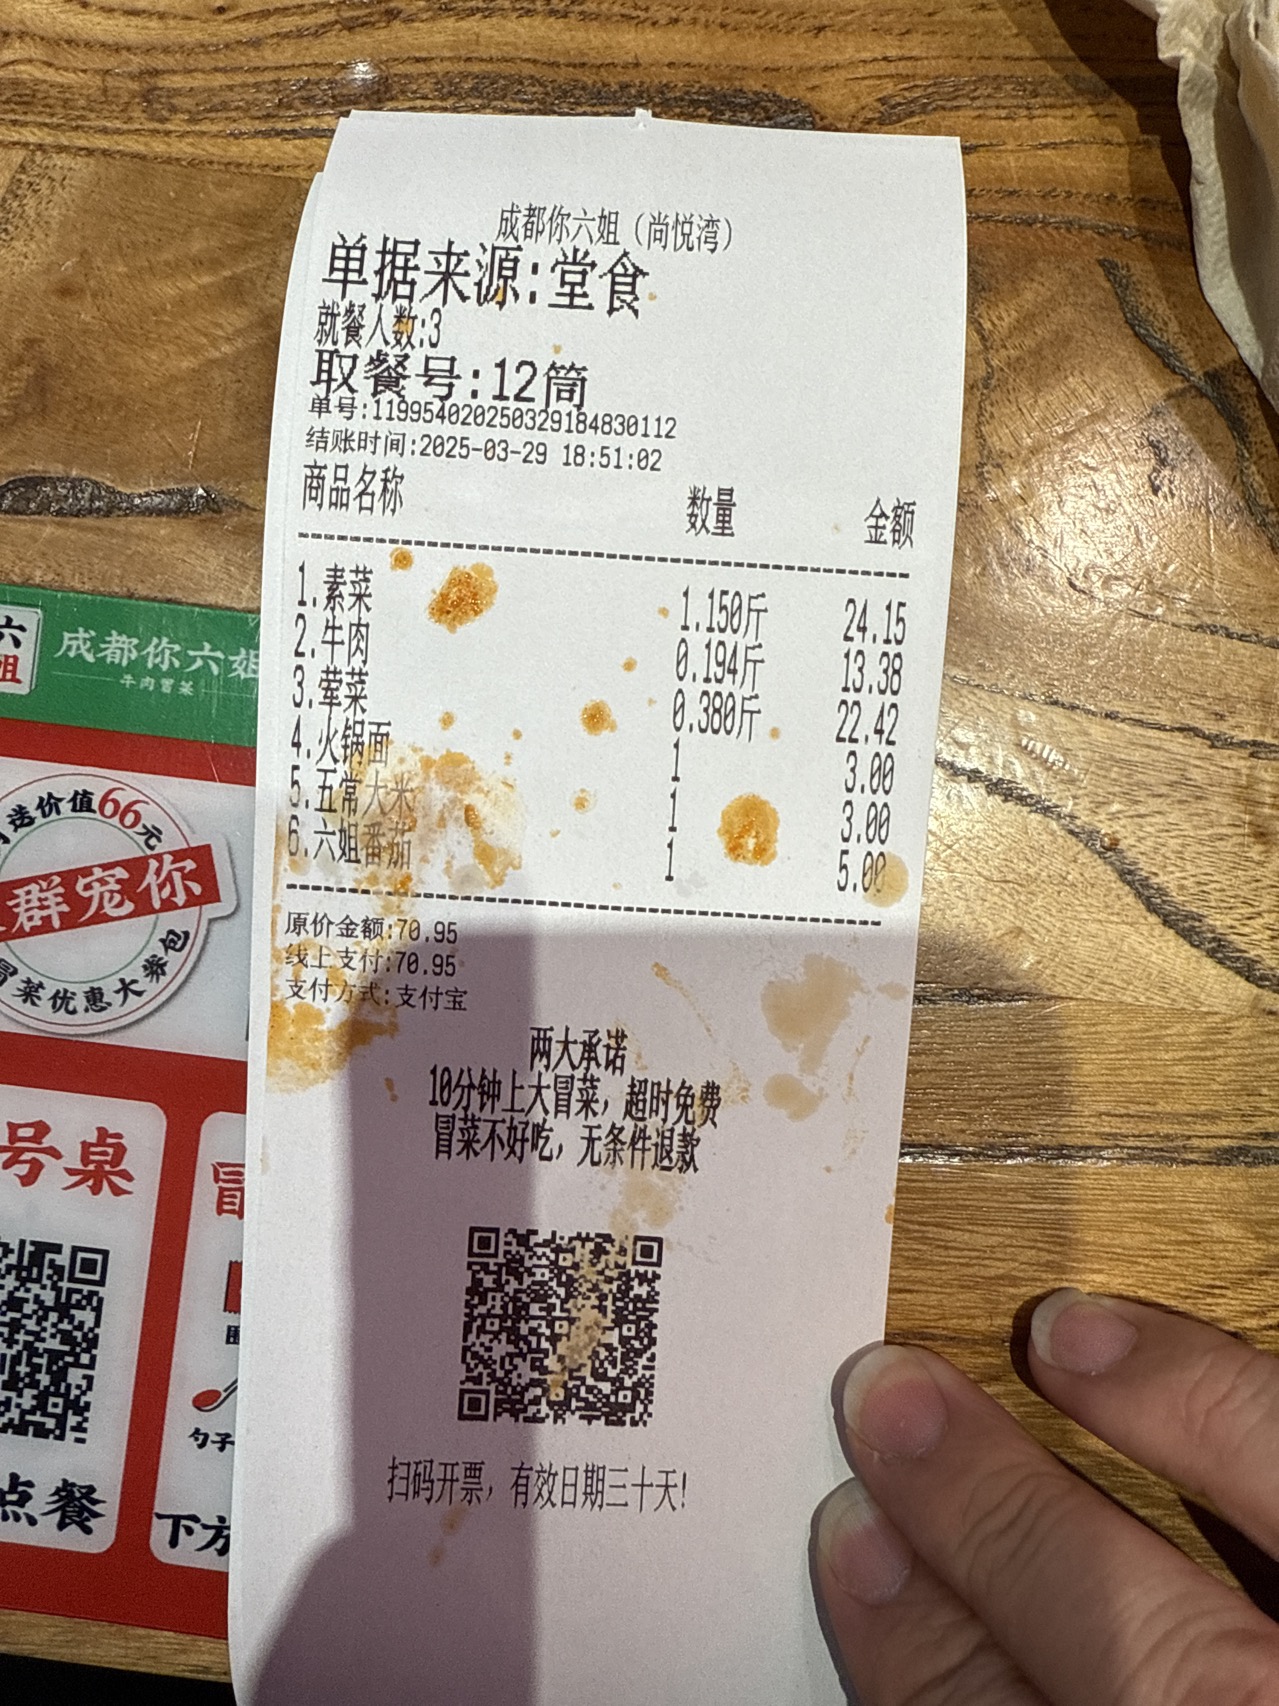 成都你六姐（尚悦湾）
单据来源:堂食
就餐人数:3
取餐号:12筒
单号:11995402025032918483​0112
结账时间:2025-03-29 18:51:02
商品名称 数量 金额
1.素菜 1.150斤 24.15
2.牛肉 0.194斤 13.38
3.荤菜 0.380斤 22.42
4.火锅面 1 3.00
5.五常大米 1 3.00
6.六姐番茄 1 5.00
原价金额:70.95
线上支付:70.95
支付方式:支付宝
两大承诺
10分钟上大冒菜，超时免费
冒菜不好吃，无条件退款
扫码开票，有效日期三十天!
六
姐
成都你六姐
牛肉冒菜
送价值66元
群宠你
冒菜优惠大券包
号桌
点餐
冒
勺子
下方